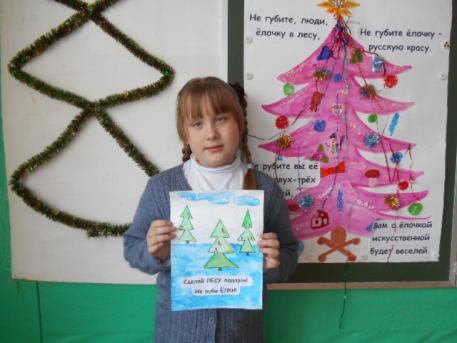 Не губите, люди,
ёлочку в лесу,
Не губите ёлочку -
русскую красу.
Не рубите вы её
двух-трёх
Вам с ёлочкой
искусственной
будет веселей.
Сделай ЛЕСУ подарок!
Не руби ЁЛКИ!